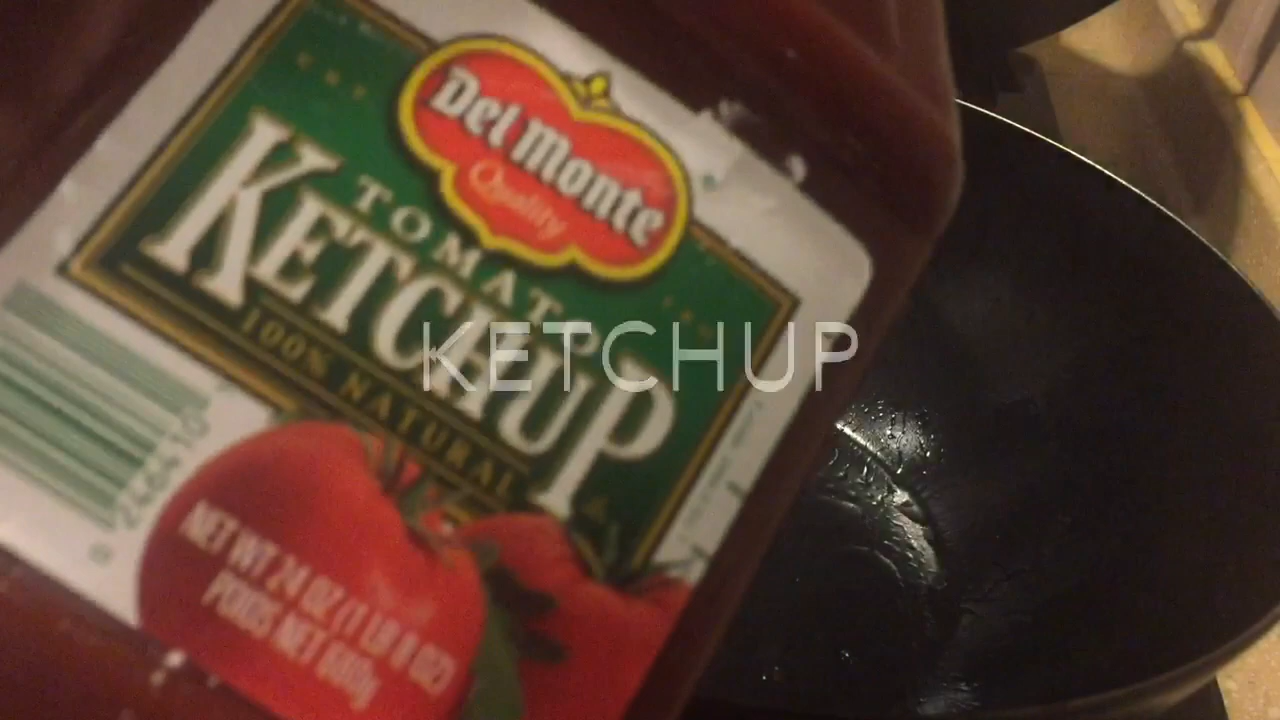 Del Monte
Quality
TOMATO
KETCHUP
100% NATURAL
KETCHUP
NET WT 24 OZ (1 LB 8 OZ)
POIDS NET 680g